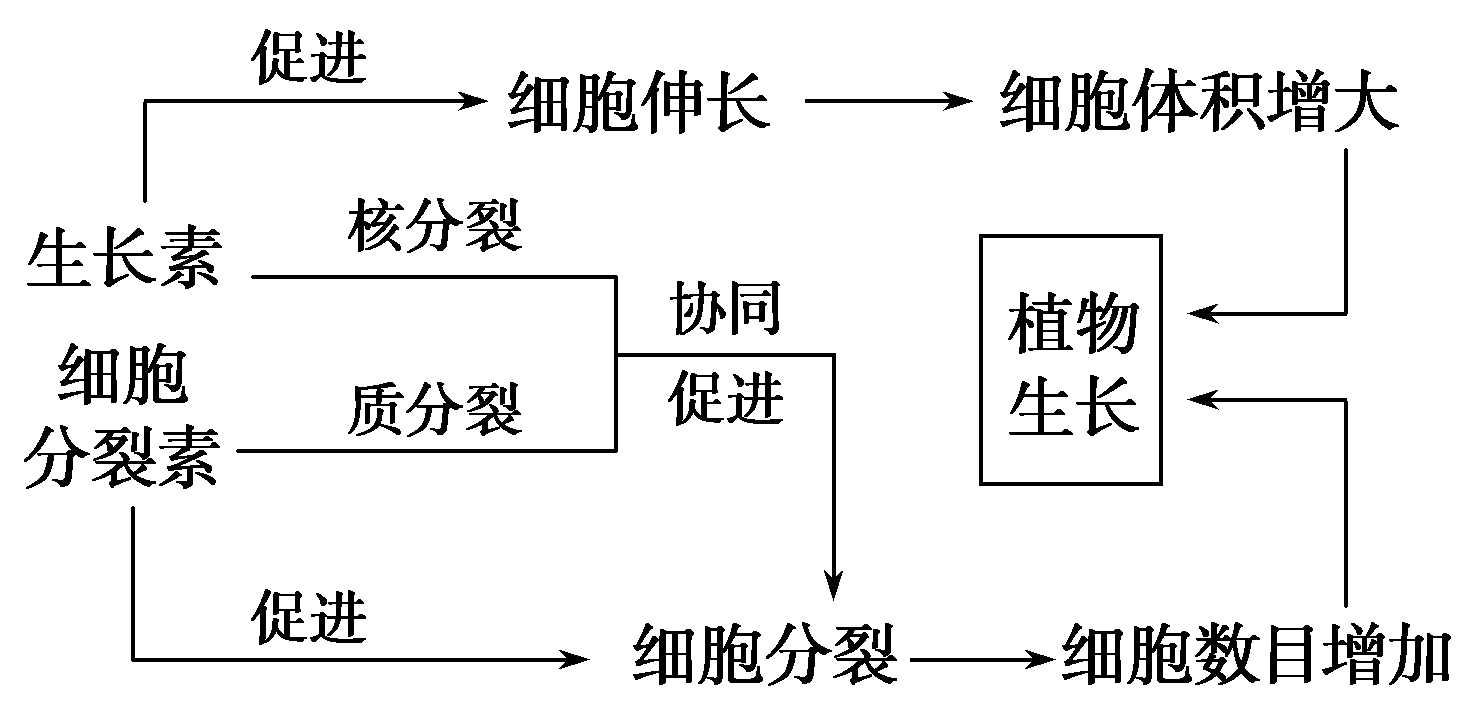 促进
细胞伸长
细胞体积增大
生长素
核分裂
协同
促进
植物
生长
细胞
分裂素
质分裂
促进
细胞分裂
细胞数目增加